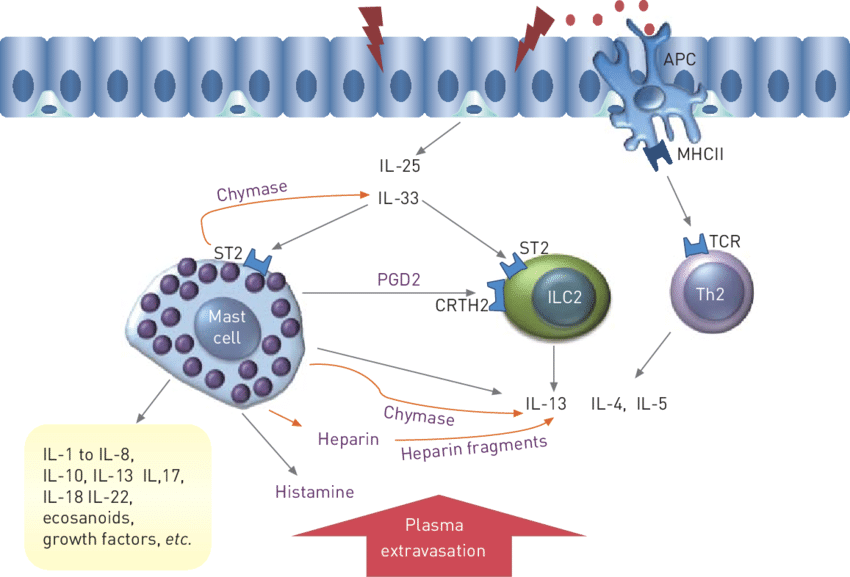 APC
MHCII
IL-25
Chymase
IL-33
ST2
ST2
TCR
PGD2
CRTH2
ILC2
Th2
Mast
cell
IL-13
IL-4, IL-5
Chymase
Heparin
Heparin fragments
IL-1 to IL-8,
IL-10, IL-13 IL,17,
IL-18 IL-22,
ecosanoids,
growth factors, etc.
Histamine
Plasma
extravasation